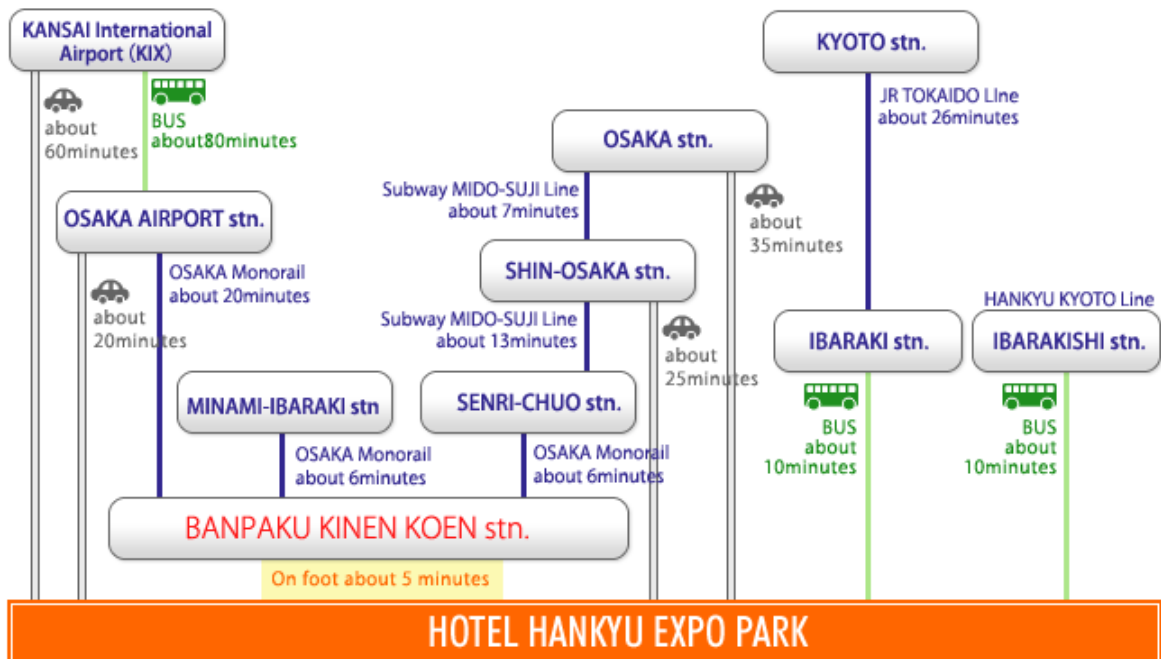 KANSAI International
Airport (KIX)
about
60minutes
BUS
about80minutes
OSAKA AIRPORT stn.
about
20minutes
OSAKA Monorail
about 20minutes
MINAMI-IBARAKI stn
OSAKA Monorail
about 6minutes
OSAKA stn.
Subway MIDO-SUJI Line
about 7minutes
about
35minutes
SHIN-OSAKA stn.
Subway MIDO-SUJI Line
about 13minutes
about
25minutes
SENRI-CHUO stn.
OSAKA Monorail
about 6minutes
BANPAKU KINEN KOEN stn.
On foot about 5 minutes
KYOTO stn.
JR TOKAIDO LIne
about 26minutes
IBARAKI stn.
BUS
about
10minutes
HANKYU KYOTO Line
IBARAKISHI stn.
BUS
about
10minutes
HOTEL HANKYU EXPO PARK